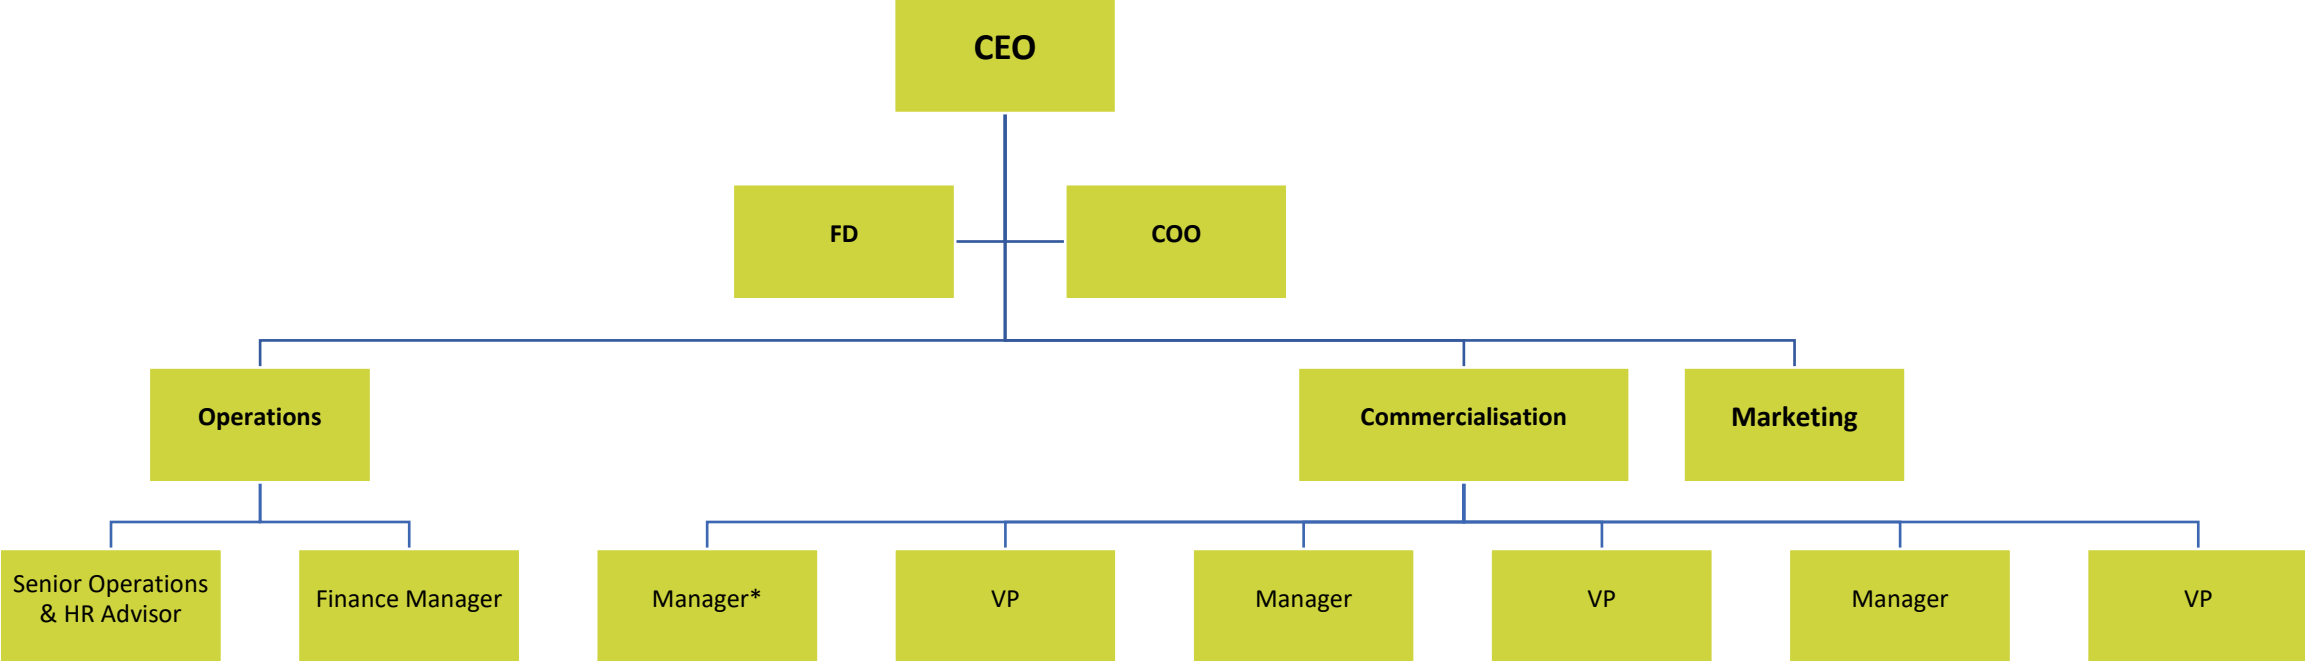 CEO
FD
COO
Operations
Commercialisation
Marketing
Senior Operations
& HR Advisor
Finance Manager
Manager*
VP
Manager
VP
Manager
VP